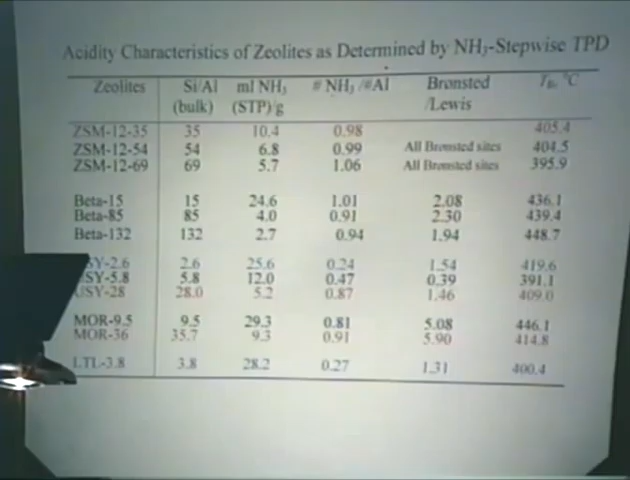 Acidity Characteristics of Zeolites as Determined by NH₃-Stepwise TPD
Zeolites Si/Al ml NH₃ # NH₃ /#Al Bronsted °C
(bulk) (STP)/g /Lewis
ZSM-12-35 35 10.4 0.98 405.4
ZSM-12-54 54 6.8 0.99 All Bronsted sites 404.5
ZSM-12-69 69 5.7 1.06 All Bronsted sites 395.9
Beta-15 15 24.6 1.01 2.08 436.1
Beta-85 85 4.0 0.91 2.30 439.4
Beta-132 132 2.7 0.94 1.94 448.7
SY-2.6 2.6 25.6 0.24 1.54 419.6
SY-5.8 5.8 12.0 0.47 0.39 391.1
USY-28 28.0 5.2 0.87 1.46 409.0
MOR-9.5 9.5 29.3 0.81 5.08 446.1
MOR-36 35.7 9.3 0.91 5.90 414.8
LTL-3.8 3.8 28.2 0.27 1.31 400.4